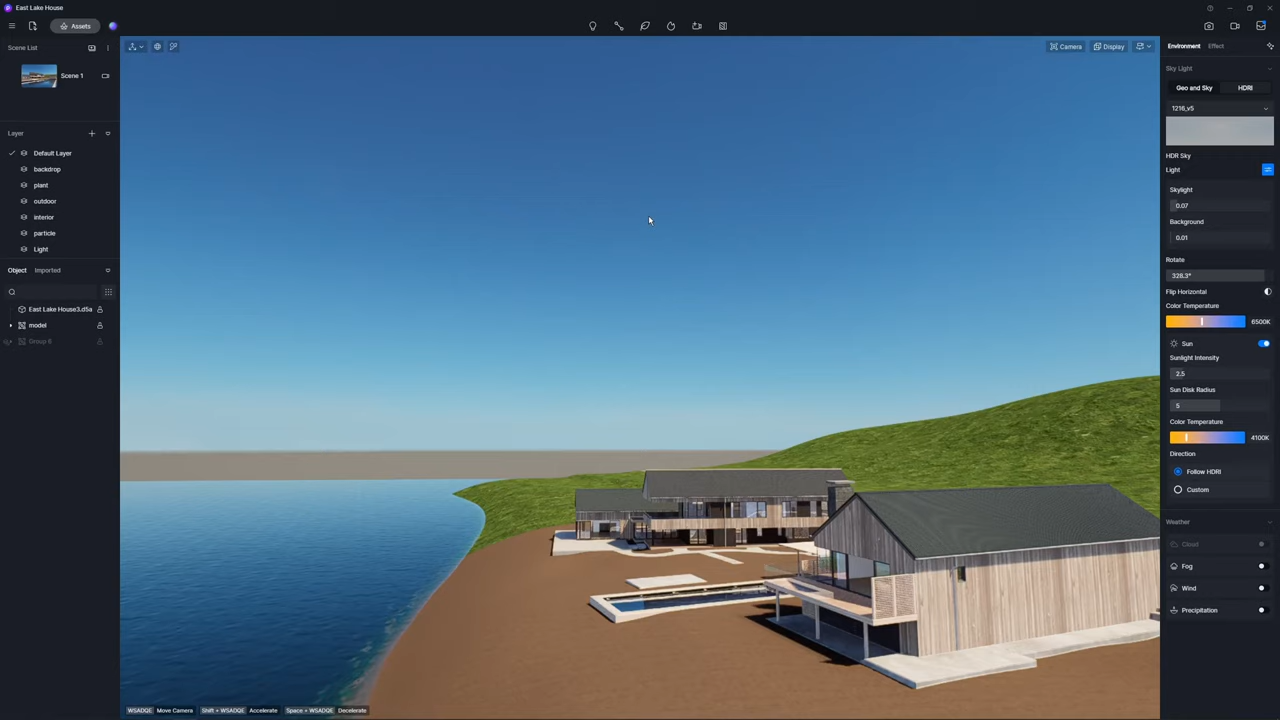 East Lake House
Assets
Scene List
Scene 1
Layer
Default Layer
backdrop
plant
outdoor
interior
particle
Light
Object Imported
East Lake House3.d5a
model
Group 6
Camera Display
WSADQE Move Camera Shift + WSADQE Accelerate Space + WSADQE Decelerate
Environment Effect
Sky Light
Geo and Sky HDRI
1216_v5
HDR Sky
Light
Skylight
0.07
Background
0.01
Rotate
328.3°
Flip Horizontal
Color Temperature
6500K
Sun
Sunlight Intensity
2.5
Sun Disk Radius
5
Color Temperature
4100K
Direction
Follow HDRI
Custom
Weather
Cloud
Fog
Wind
Precipitation